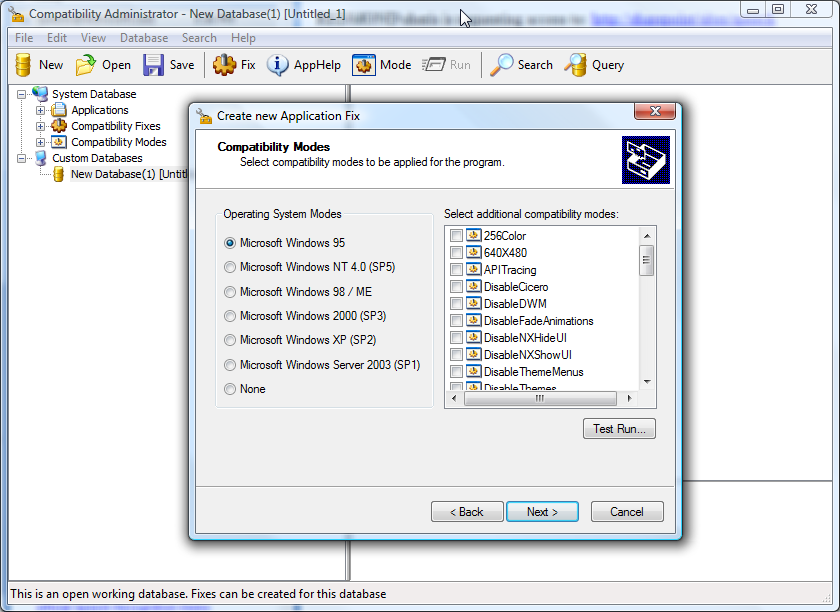 Compatibility Administrator - New Database(1) [Untitled_1]
File Edit View Database Search Help
New Open Save Fix AppHelp Mode Run Search Query
System Database
Applications
Compatibility Fixes
Compatibility Modes
Custom Databases
New Database(1)
Create new Application Fix
Compatibility Modes
Select compatibility modes to be applied for the program.
Operating System Modes
Microsoft Windows 95
Microsoft Windows NT 4.0 (SP5)
Microsoft Windows 98 / ME
Microsoft Windows 2000 (SP3)
Microsoft Windows XP (SP2)
Microsoft Windows Server 2003 (SP1)
None
Select additional compatibility modes:
256Color
640X480
APITracing
DisableCicero
DisableDWM
DisableFadeAnimations
DisableNXHideUI
DisableNXShowUI
DisableThemeMenus
DisableThemes
Test Run...
< Back Next > Cancel
This is an open working database. Fixes can be created for this database